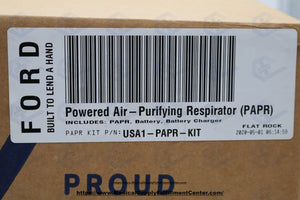 FORD
BUILT TO LEND A HAND
Powered Air-Purifying Respirator (PAPR)
INCLUDES: PAPR, Battery, Battery Charger
PAPR KIT P/N: USA1-PAPR-KIT
FLAT ROCK
2020-05-01 06:14:59
PROUD